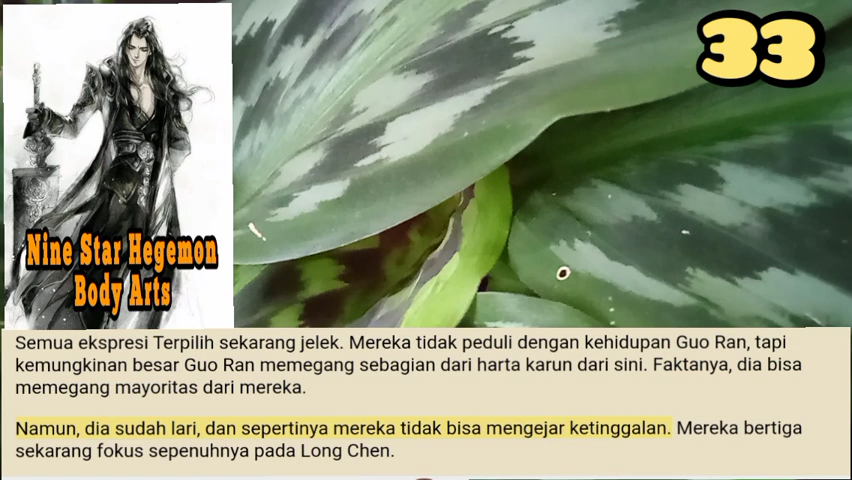 33
Nine Star Hegemon
Body Arts
Semua ekspresi Terpilih sekarang jelek. Mereka tidak peduli dengan kehidupan Guo Ran, tapi
kemungkinan besar Guo Ran memegang sebagian dari harta karun dari sini. Faktanya, dia bisa
memegang mayoritas dari mereka.
Namun, dia sudah lari, dan sepertinya mereka tidak bisa mengejar ketinggalan. Mereka bertiga
sekarang fokus sepenuhnya pada Long Chen.